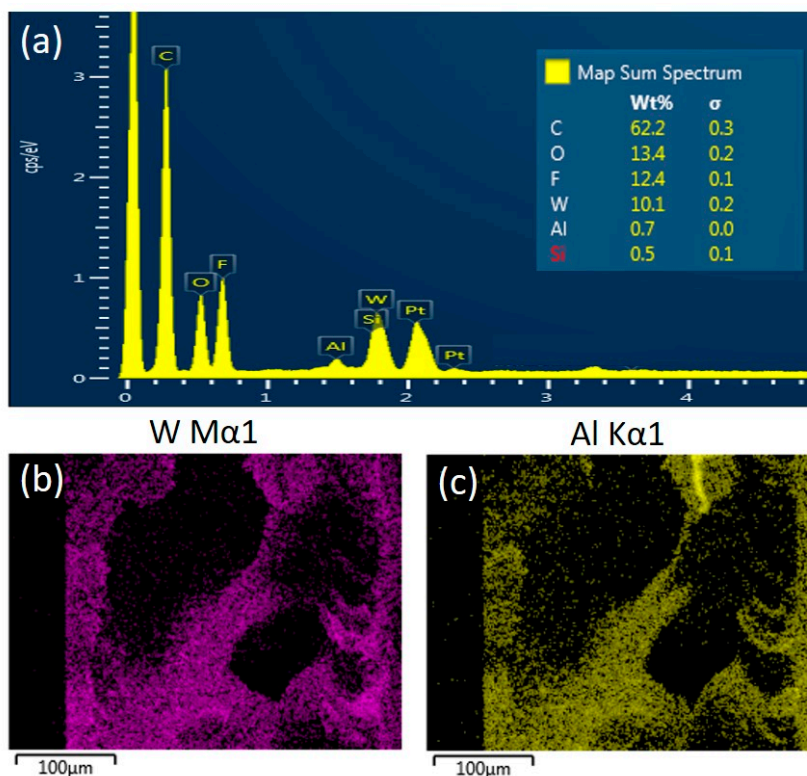 (a)
C
O
F
Al
W
Si
Pt
Pt
cps/eV
3
2
1
0
0 1 2 3 4
Map Sum Spectrum
Wt% σ
C 62.2 0.3
O 13.4 0.2
F 12.4 0.1
W 10.1 0.2
Al 0.7 0.0
Si 0.5 0.1
W Mα1
Al Kα1
(b)
(c)
100µm
100µm